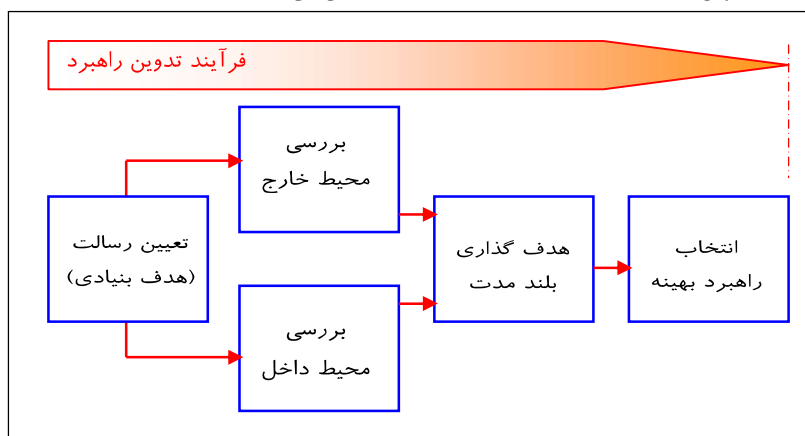 فرآیند تدوین راهبرد
تعیین رسالت
(هدف بنیادی)
بررسی
محیط خارج
بررسی
محیط داخل
هدف گذاری
بلند مدت
انتخاب
راهبرد بهینه